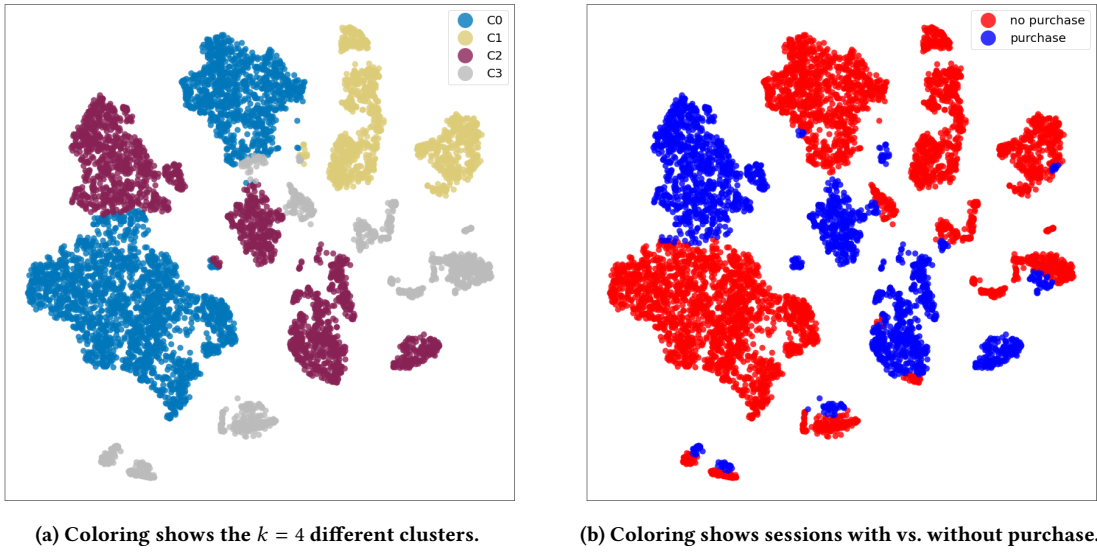 C0
C1
C2
C3
no purchase
purchase
(a) Coloring shows the k = 4 different clusters.
(b) Coloring shows sessions with vs. without purchase.